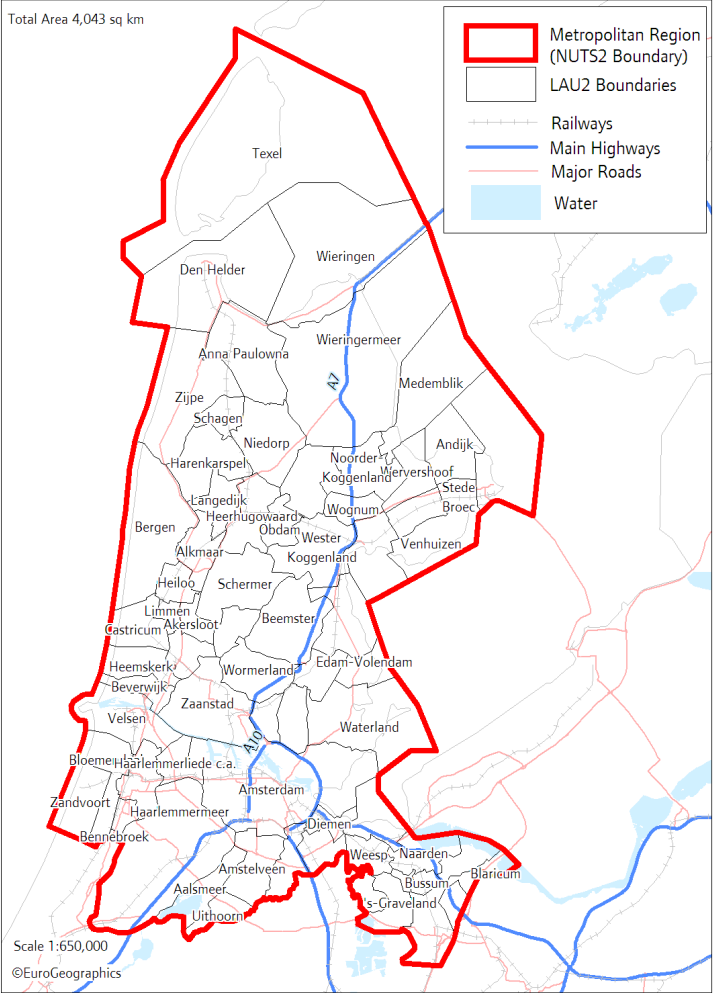 Total Area 4,043 sq km
Metropolitan Region
(NUTS2 Boundary)
LAU2 Boundaries
Railways
Main Highways
Major Roads
Water
Texel
Wieringen
Den Helder
Wieringermeer
Anna Paulowna
A7
Medemblik
Zijpe
Schagen
Niedorp
Andijk
Noorder-
Koggenland
Wervershoof
Harenkarspel
Stede
Broec
Langedijk
Wognum
Heerhugowaard
Obdam
Bergen
Wester
Koggenland
Venhuizen
Alkmaar
Heiloo
Schermer
Limmen
Akersloot
Beemster
Castricum
Heemskerk
Wormerland
Edam-Volendam
Beverwijk
Zaanstad
Velsen
Waterland
A10
Haarlemmerliede c.a.
Zandvoort
Amsterdam
Haarlemmermeer
Bennebroek
Diemen
Weesp
Naarden
Amstelveen
Blaricum
Bussum
Aalsmeer
's-Graveland
Uithoorn
Scale 1:650,000
©EuroGeographics